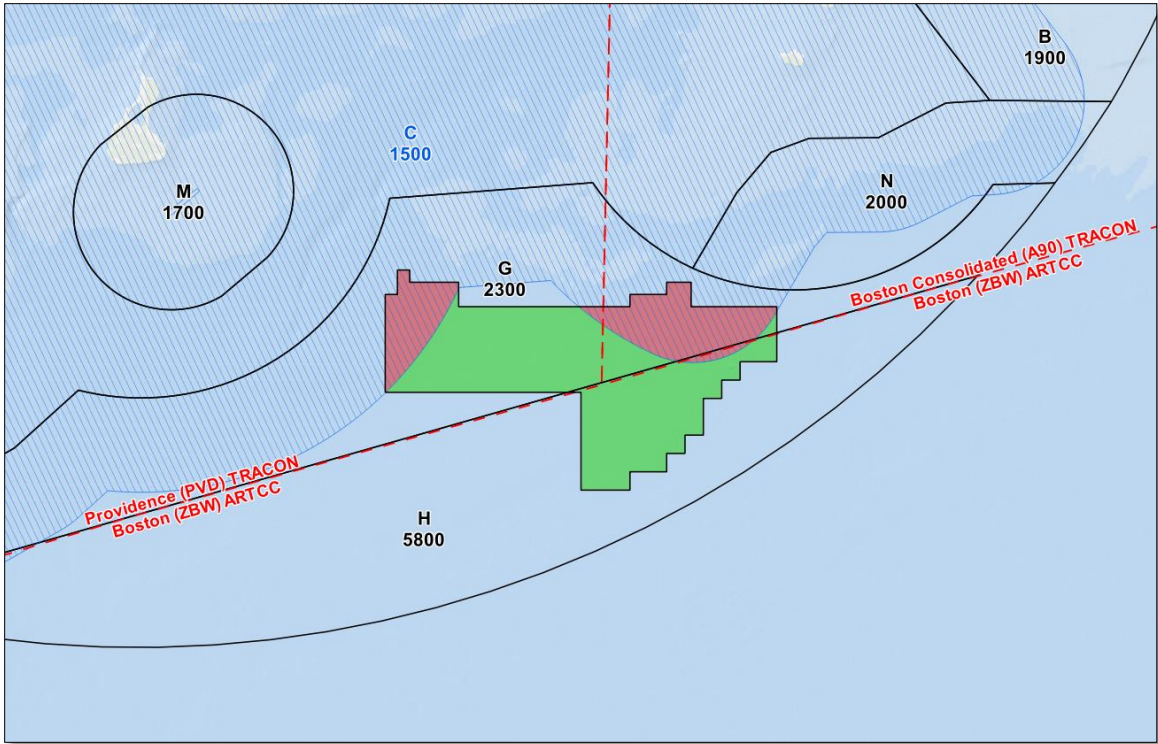 B
1900
C
1500
M
1700
N
2000
G
2300
Boston Consolidated (A90) TRACON
Boston (ZBW) ARTCC
Providence (PVD) TRACON
Boston (ZBW) ARTCC
H
5800